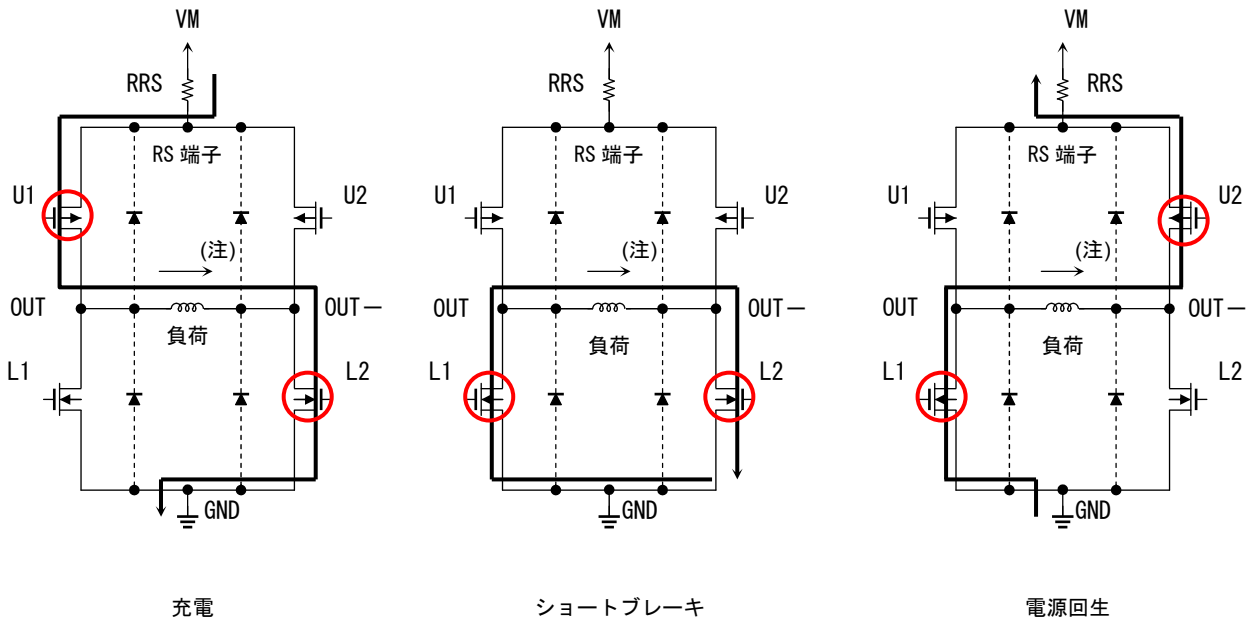 VM
RRS
RS 端子
U1
U2
(注)
OUT
OUT－
負荷
L1
L2
GND
充電
VM
RRS
RS 端子
U1
U2
(注)
OUT
OUT－
負荷
L1
L2
GND
ショートブレーキ
VM
RRS
RS 端子
U1
U2
(注)
OUT
OUT－
負荷
L1
L2
GND
電源回生